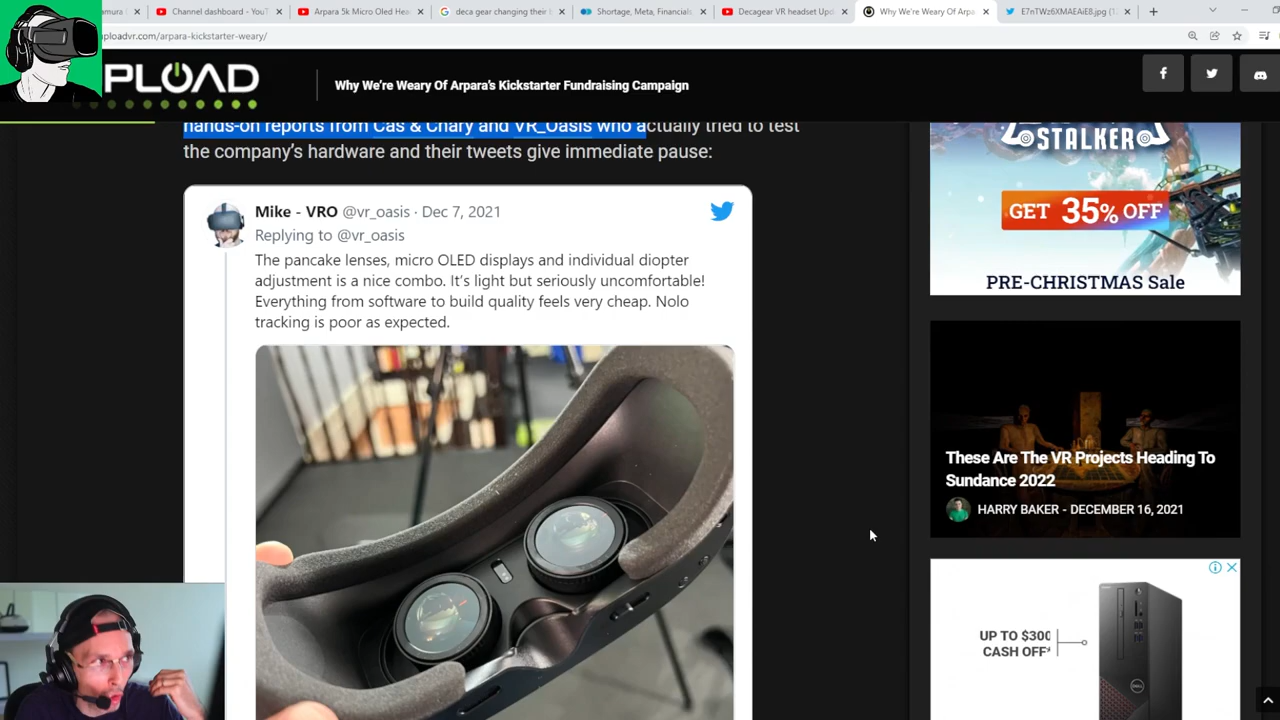 amura
Channel dashboard - YouT
Arpara 5k Micro Oled Hea
deca gear changing their b
Shortage, Meta, Financials
Decagear VR headset Upd
Why We're Weary Of Arpa
E7nTWz6XMAEAiE8.jpg (1
uploadvr.com/arpara-kickstarter-weary/
PLOAD
Why We're Weary Of Arpara's Kickstarter Fundraising Campaign
hands-on reports from Cas & Chary and VR_Oasis who actually tried to test
the company's hardware and their tweets give immediate pause:
Mike - VRO @vr_oasis · Dec 7, 2021
Replying to @vr_oasis
The pancake lenses, micro OLED displays and individual diopter
adjustment is a nice combo. It's light but seriously uncomfortable!
Everything from software to build quality feels very cheap. Nolo
tracking is poor as expected.
STALKER
GET 35% OFF
PRE-CHRISTMAS Sale
These Are The VR Projects Heading To
Sundance 2022
HARRY BAKER - DECEMBER 16, 2021
UP TO $300
CASH OFF*
DELL